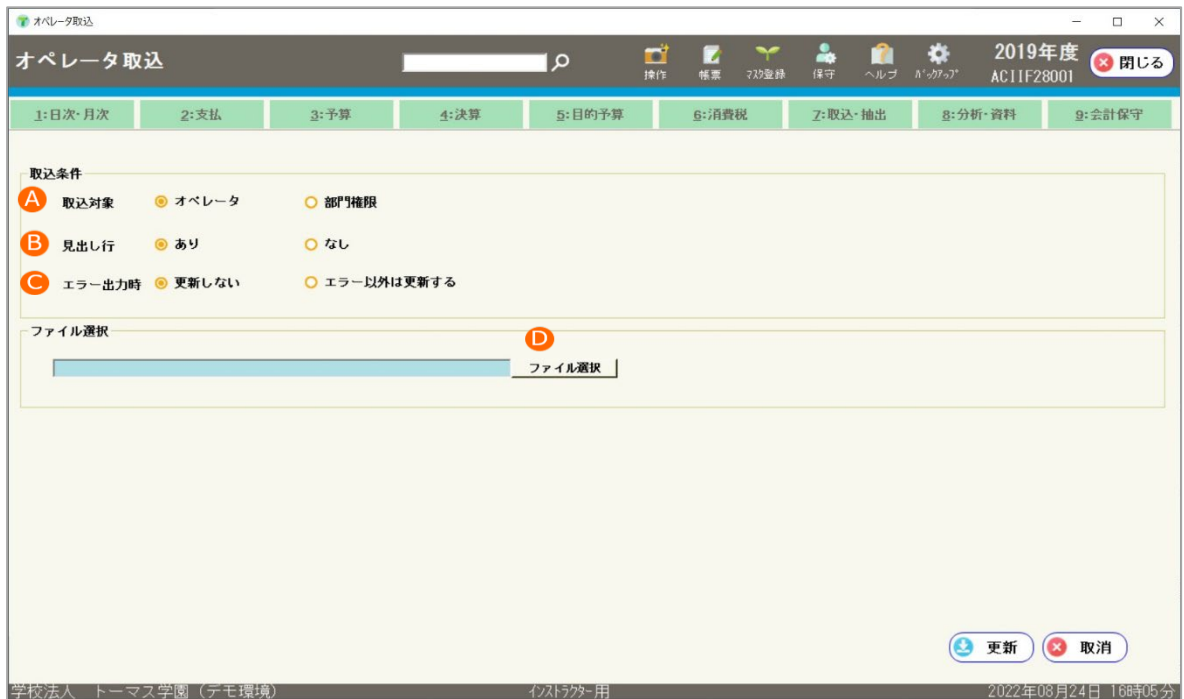 オペレータ取込
オペレータ取込
2019年度
閉じる
操作 帳票 マスタ登録 保守 ヘルプ バックアップ ACIIF28001
1:日次・月次 2:支払 3:予算 4:決算 5:目的予算 6:消費税 7:取込・抽出 8:分析・資料 9:会計保守
取込条件
A 取込対象 オペレータ 部門権限
B 見出し行 あり なし
C エラー出力時 更新しない エラー以外は更新する
ファイル選択
D
ファイル選択
更新 取消
学校法人 トーマス学園(デモ環境) インストラクター用 2022年08月24日 16時05分